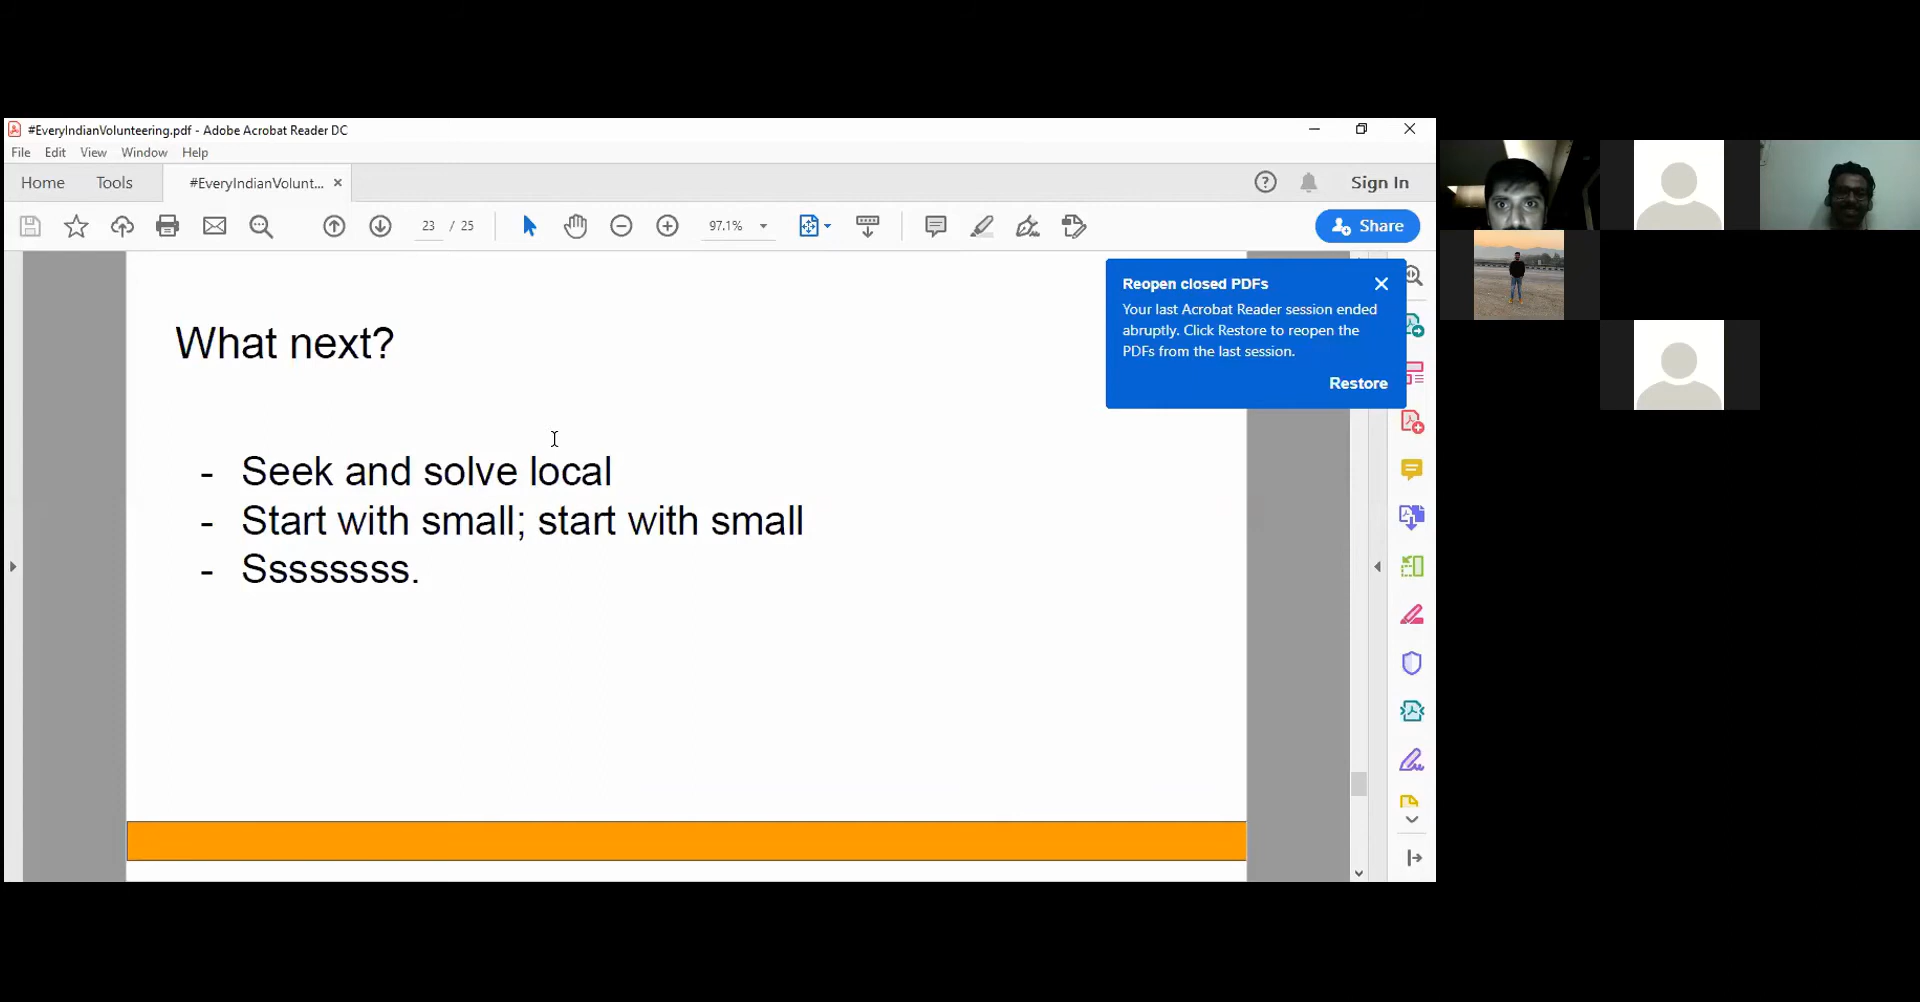 #EveryIndianVolunteering.pdf - Adobe Acrobat Reader DC
File Edit View Window Help
Home Tools #EveryIndianVolunt... × Sign In
23 / 25 97.1% Share
Reopen closed PDFs
Your last Acrobat Reader session ended
abruptly. Click Restore to reopen the
PDFs from the last session.
Restore
What next?
- Seek and solve local
- Start with small; start with small
- Ssssssss.